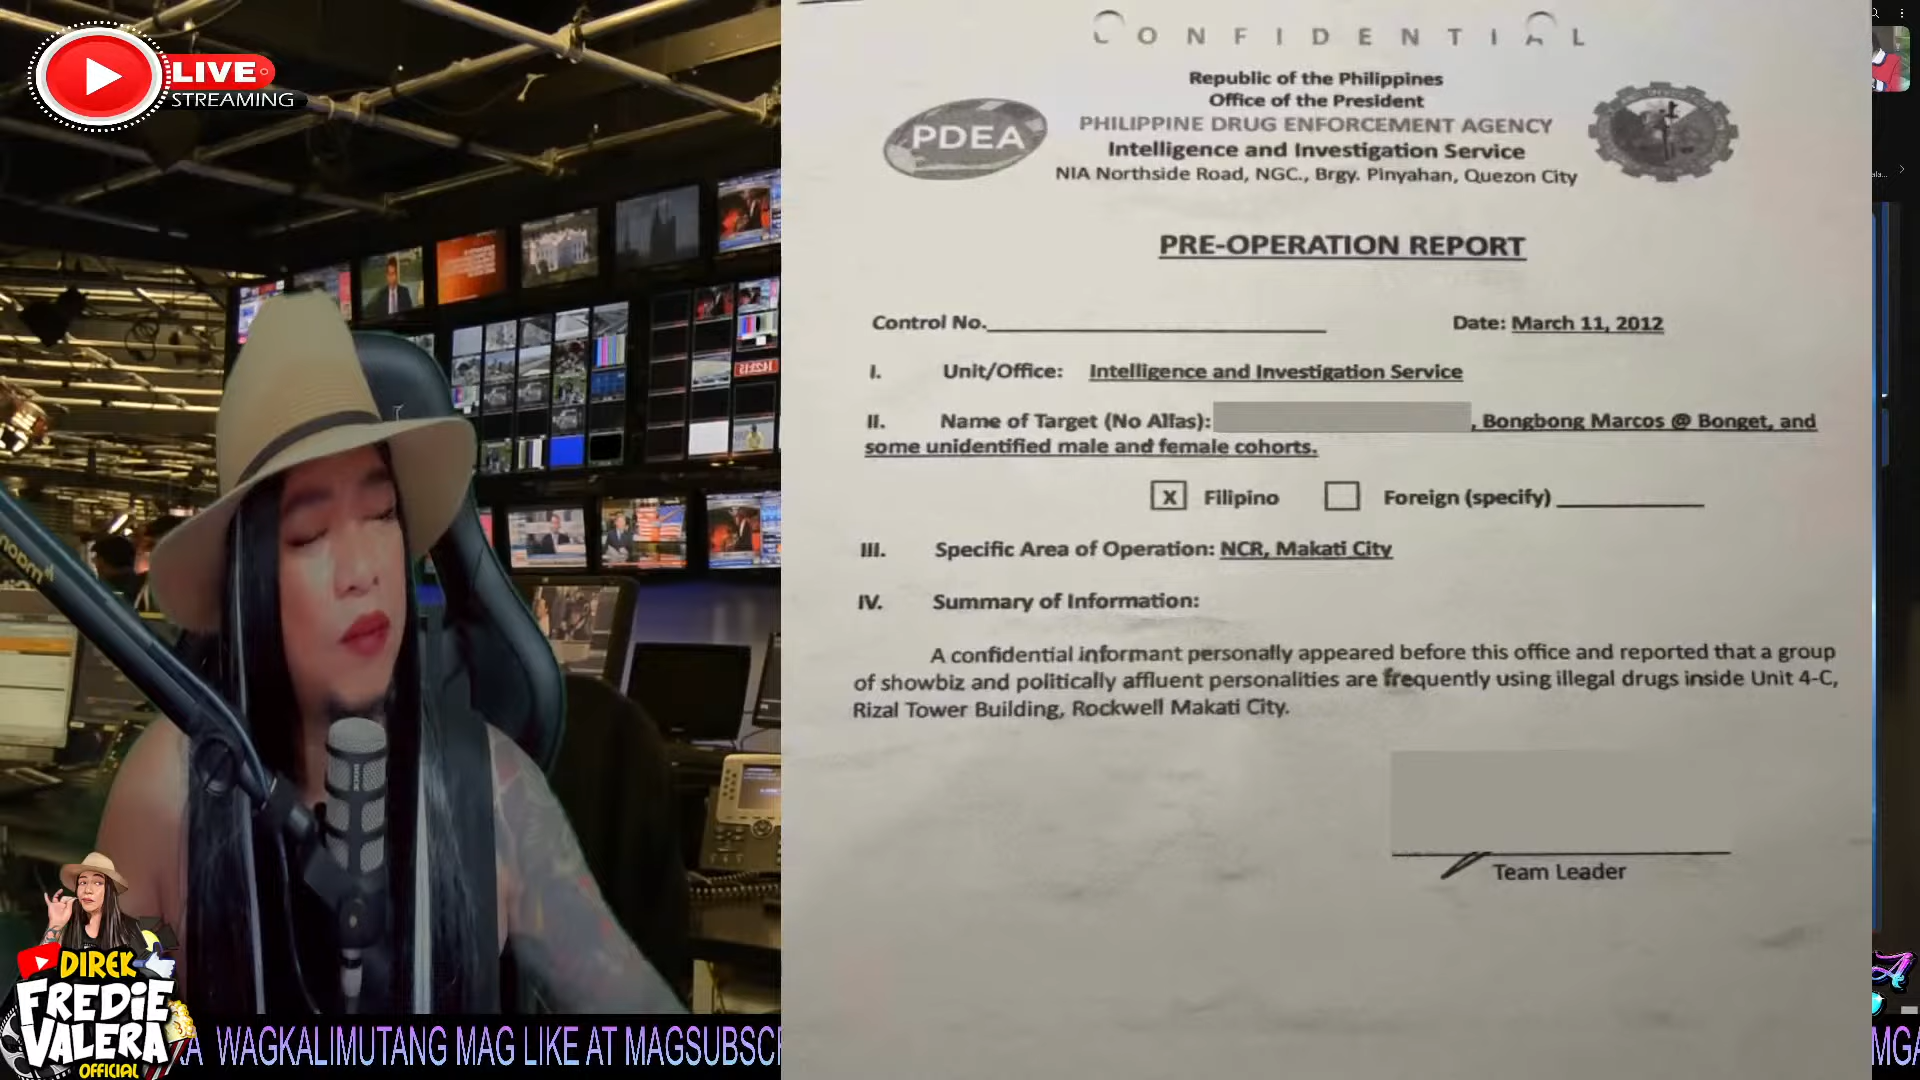 LIVE
STREAMING
CONFIDENTIAL
Republic of the Philippines
Office of the President
PHILIPPINE DRUG ENFORCEMENT AGENCY
Intelligence and Investigation Service
NIA Northside Road, NGC., Brgy. Pinyahan, Quezon City
PDEA
PRE-OPERATION REPORT
Control No.
Date: March 11, 2012
I. Unit/Office: Intelligence and Investigation Service
II. Name of Target (No Alias): , Bongbong Marcos @ Bonget, and
some unidentified male and female cohorts.
X Filipino Foreign (specify)
III. Specific Area of Operation: NCR, Makati City
IV. Summary of Information:
A confidential informant personally appeared before this office and reported that a group
of showbiz and politically affluent personalities are frequently using illegal drugs inside Unit 4-C,
Rizal Tower Building, Rockwell Makati City.
Team Leader
DIREK
FREDiE
VALERA
OFFICIAL
A WAGKALIMUTANG MAG LIKE AT MAGSUBSCR
MGA